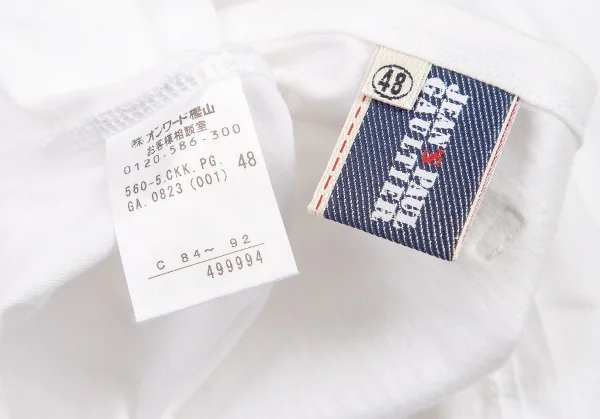 ㈱オンワード樫山
お客様相談室
0120-586-300
560-5.CKK.PG.
GA.0823 (001) 48
C 84～ 92
499994
48
JEAN'S PAUL
GAULTIER